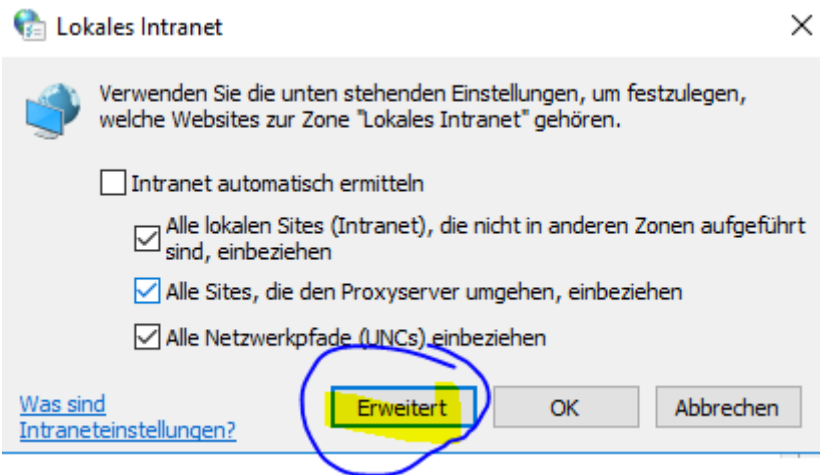 Lokales Intranet
Verwenden Sie die unten stehenden Einstellungen, um festzulegen,
welche Websites zur Zone "Lokales Intranet" gehören.
Intranet automatisch ermitteln
Alle lokalen Sites (Intranet), die nicht in anderen Zonen aufgeführt
sind, einbeziehen
Alle Sites, die den Proxyserver umgehen, einbeziehen
Alle Netzwerkpfade (UNCs) einbeziehen
Was sind
Intraneteinstellungen?
Erweitert
OK
Abbrechen